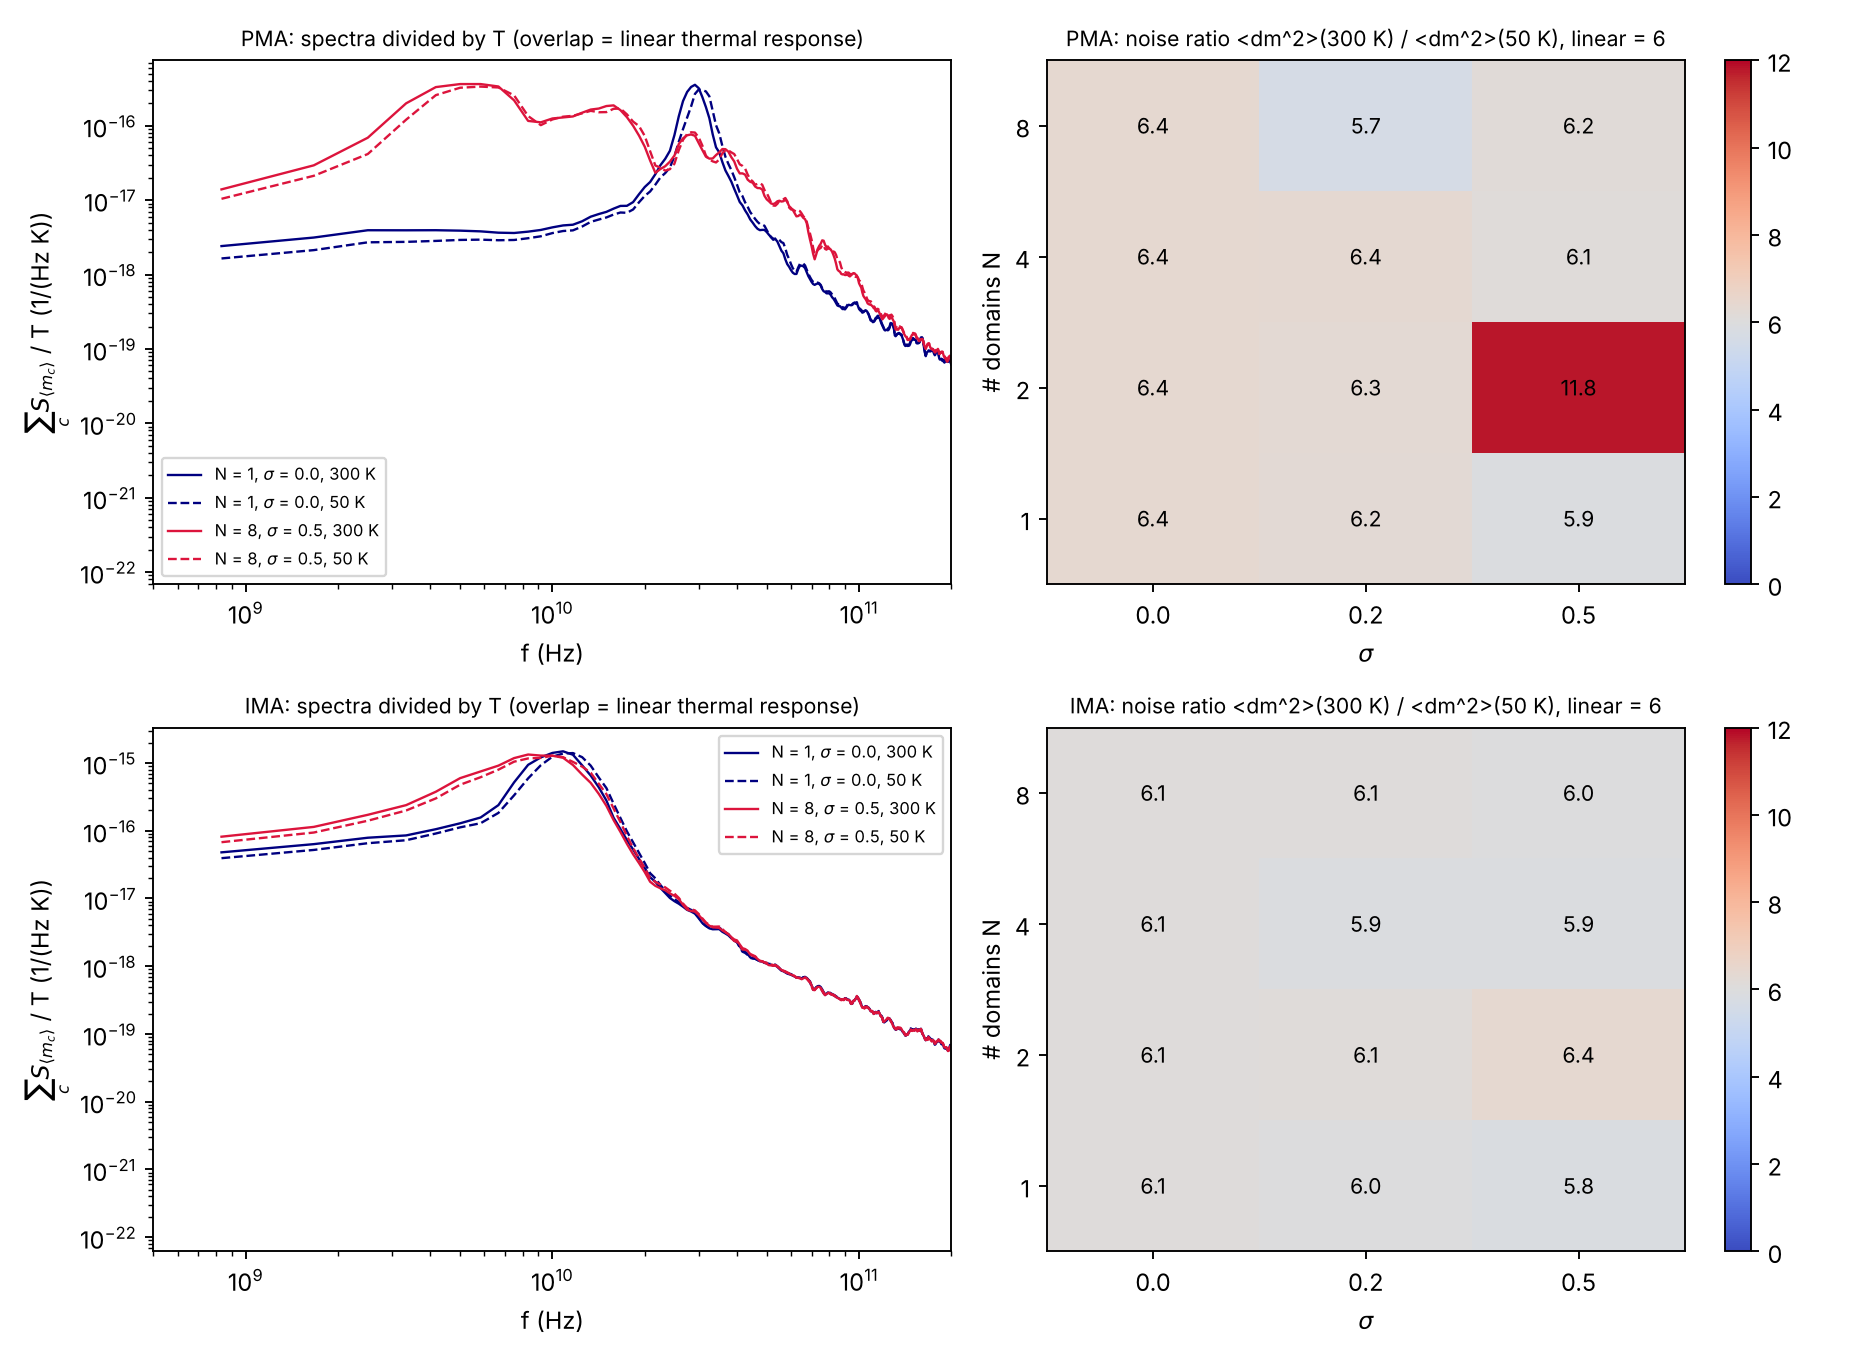 PMA: spectra divided by T (overlap = linear thermal response)
∑_c S_⟨m_c⟩ / T (1/(Hz K))
10^−16
10^−17
10^−18
10^−19
10^−20
10^−21
10^−22
N = 1, σ = 0.0, 300 K
N = 1, σ = 0.0, 50 K
N = 8, σ = 0.5, 300 K
N = 8, σ = 0.5, 50 K
10^9 10^10 10^11
f (Hz)
PMA: noise ratio <dm^2>(300 K) / <dm^2>(50 K), linear = 6
# domains N
8 6.4 5.7 6.2
4 6.4 6.4 6.1
2 6.4 6.3 11.8
1 6.4 6.2 5.9
0.0 0.2 0.5
σ
12
10
8
6
4
2
0
IMA: spectra divided by T (overlap = linear thermal response)
∑_c S_⟨m_c⟩ / T (1/(Hz K))
10^−15
10^−16
10^−17
10^−18
10^−19
10^−20
10^−21
10^−22
N = 1, σ = 0.0, 300 K
N = 1, σ = 0.0, 50 K
N = 8, σ = 0.5, 300 K
N = 8, σ = 0.5, 50 K
10^9 10^10 10^11
f (Hz)
IMA: noise ratio <dm^2>(300 K) / <dm^2>(50 K), linear = 6
# domains N
8 6.1 6.1 6.0
4 6.1 5.9 5.9
2 6.1 6.1 6.4
1 6.1 6.0 5.8
0.0 0.2 0.5
σ
12
10
8
6
4
2
0